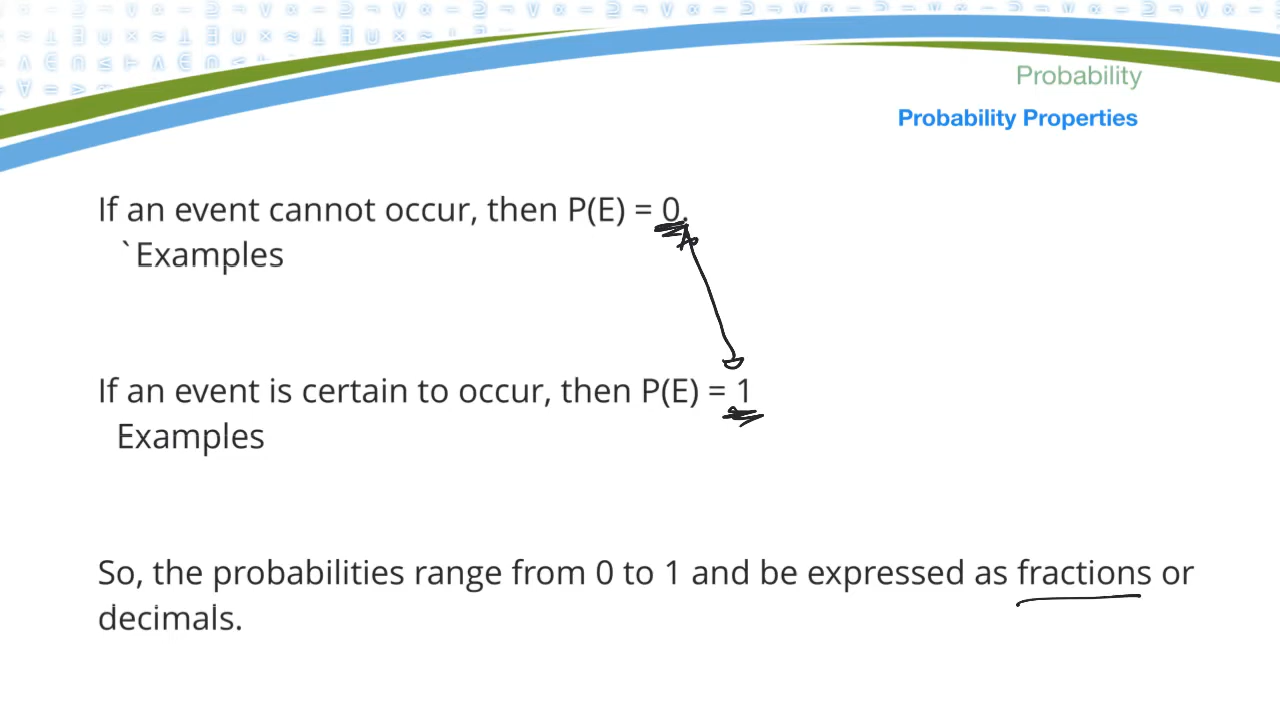 Probability
Probability Properties
If an event cannot occur, then P(E) = 0.
`Examples
If an event is certain to occur, then P(E) = 1
Examples
So, the probabilities range from 0 to 1 and be expressed as fractions or
decimals.